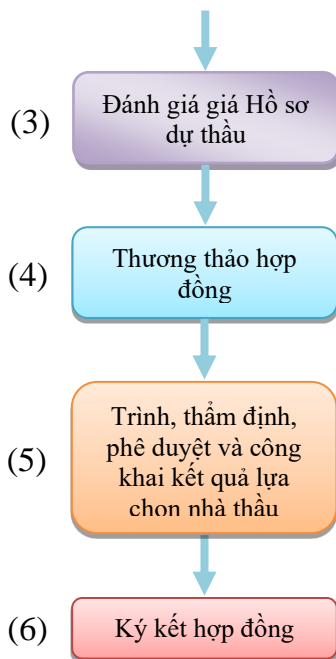 (3)
Đánh giá giá Hồ sơ
dự thầu
(4)
Thương thảo hợp
đồng
(5)
Trình, thẩm định,
phê duyệt và công
khai kết quả lựa
chon nhà thầu
(6)
Ký kết hợp đồng